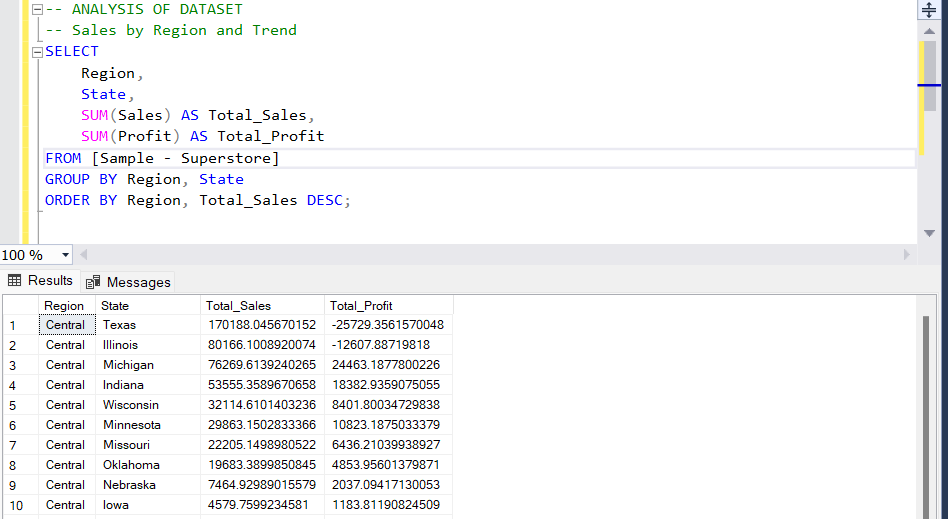 -- ANALYSIS OF DATASET
-- Sales by Region and Trend
SELECT
Region,
State,
SUM(Sales) AS Total_Sales,
SUM(Profit) AS Total_Profit
FROM [Sample - Superstore]
GROUP BY Region, State
ORDER BY Region, Total_Sales DESC;
100 %
Results Messages
Region State Total_Sales Total_Profit
1 Central Texas 170188.045670152 -25729.3561570048
2 Central Illinois 80166.1008920074 -12607.88719818
3 Central Michigan 76269.6139240265 24463.1877800226
4 Central Indiana 53555.3589670658 18382.9359075055
5 Central Wisconsin 32114.6101403236 8401.80034729838
6 Central Minnesota 29863.1502833366 10823.1875033379
7 Central Missouri 22205.1498980522 6436.21039938927
8 Central Oklahoma 19683.3899850845 4853.95601379871
9 Central Nebraska 7464.92989015579 2037.09417130053
10 Central Iowa 4579.7599234581 1183.81190824509